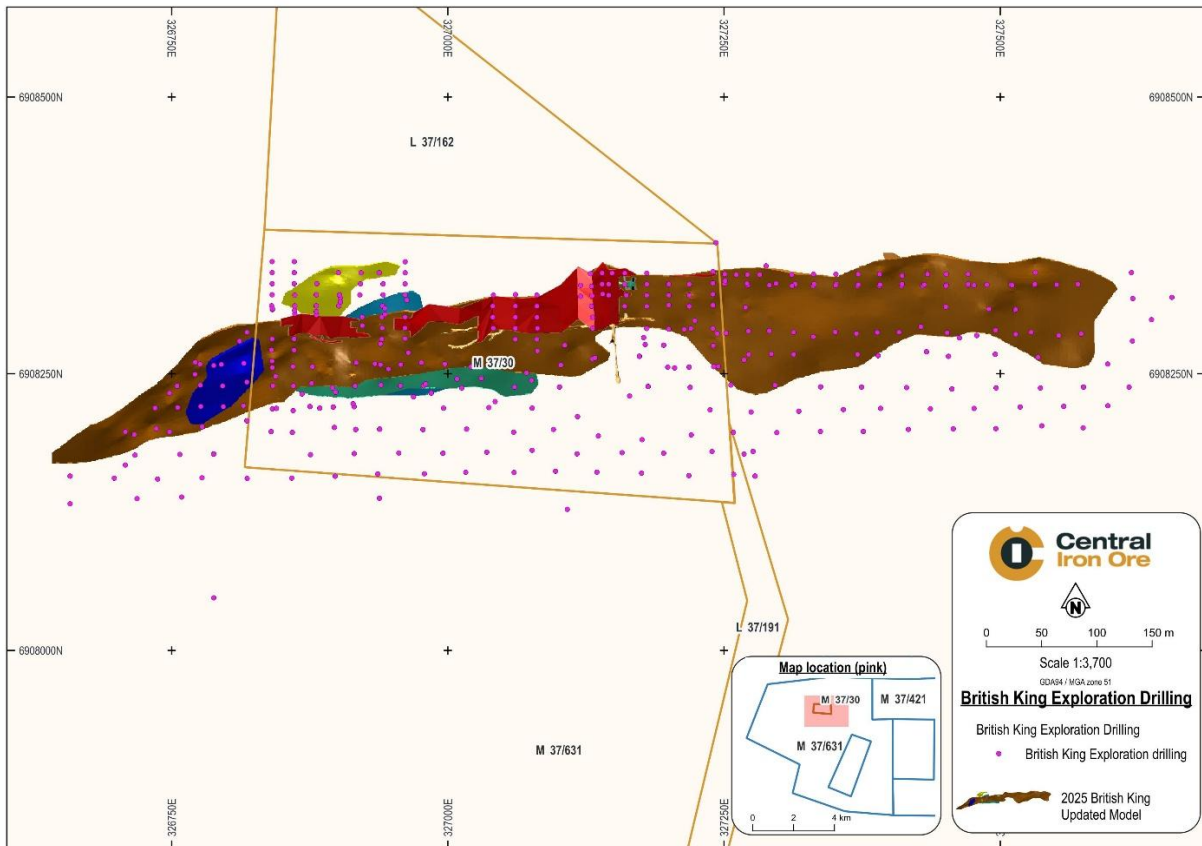 326750E
327000E
327250E
327500E
6908500N
6908500N
L 37/162
M 37/30
6908250N
6908250N
6908000N
L 37/191
M 37/631
326750E
327000E
327250E
Central
Iron Ore
N
0 50 100 150 m
Scale 1:3,700
GDA94 / MGA zone 51
British King Exploration Drilling
British King Exploration Drilling
British King Exploration drilling
2025 British King
Updated Model
Map location (pink)
M 37/30
M 37/421
M 37/631
0 2 4 km